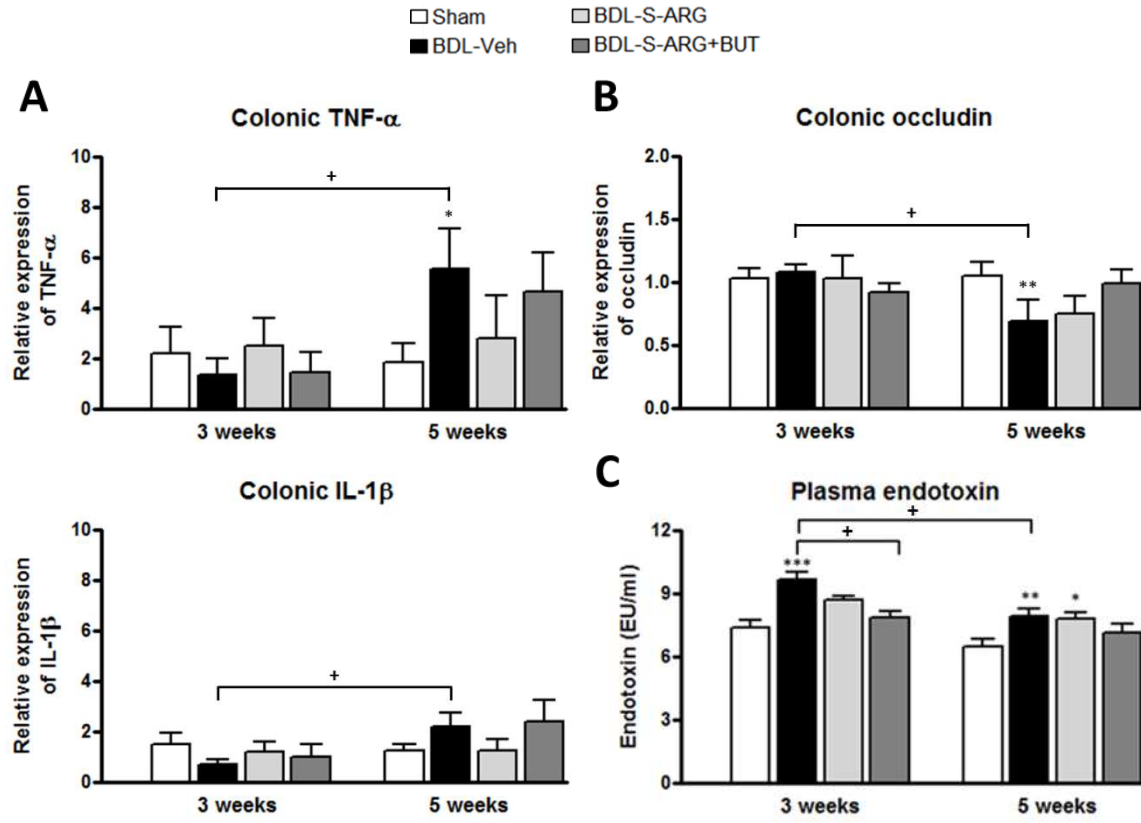 Sham
BDL-Veh
BDL-S-ARG
BDL-S-ARG+BUT
A
Colonic TNF-α
Relative expression
of TNF-α
10
8
6
4
2
0
+
*
3 weeks
5 weeks
B
Colonic occludin
Relative expression
of occludin
2.0
1.5
1.0
0.5
0.0
+
**
3 weeks
5 weeks
Colonic IL-1β
Relative expression
of IL-1β
10
8
6
4
2
0
+
3 weeks
5 weeks
C
Plasma endotoxin
Endotoxin (EU/ml)
12
9
6
3
0
+
+
***
**
*
3 weeks
5 weeks